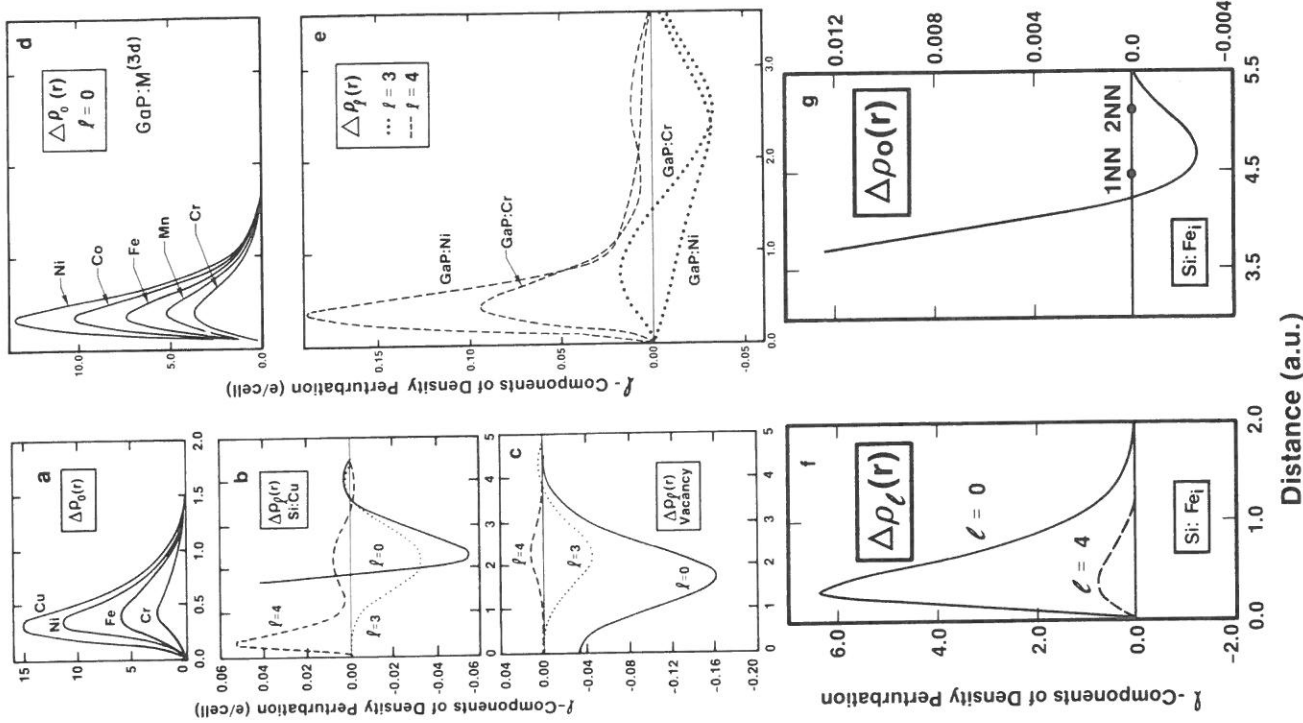 a
Δρ₀(r)
Cu
Ni
Fe
Cr
15
10
5
0
0.0
0.5
1.0
1.5
2.0
b
Δρℓ(r)
Si:Cu
ℓ=4
ℓ=0
ℓ=3
0.06
0.04
0.02
0.00
-0.02
-0.04
-0.06
0
1
2
3
4
5
c
Δρℓ(r)
Vacancy
ℓ=4
ℓ=3
ℓ=0
0.04
0.00
-0.04
-0.08
-0.12
-0.16
-0.20
0
1
2
3
4
5
ℓ-Components of Density Perturbation (e/cell)
d
Δρ₀(r)
ℓ = 0
GaP:M(3d)
Ni
Co
Fe
Mn
Cr
10.0
5.0
0.0
e
Δρℓ(r)
••• ℓ = 3
--- ℓ = 4
GaP:Ni
GaP:Cr
GaP:Cr
GaP:Ni
0.15
0.10
0.05
0.00
-0.05
0.0
1.0
2.0
3.0
ℓ - Components of Density Perturbation (e/cell)
f
Δρℓ(r)
ℓ = 0
ℓ = 4
Si: Feᵢ
6.0
4.0
2.0
0.0
-2.0
0.0
1.0
2.0
ℓ -Components of Density Perturbation
g
Δρo(r)
1NN 2NN
Si: Feᵢ
0.012
0.008
0.004
0.0
-0.004
3.5
4.5
5.5
Distance (a.u.)